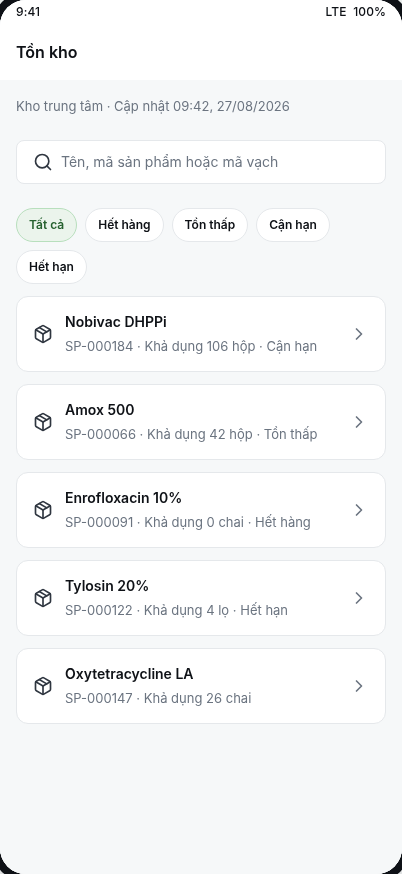 9:41
LTE 100%
Tồn kho
Kho trung tâm · Cập nhật 09:42, 27/08/2026
Tên, mã sản phẩm hoặc mã vạch
Tất cả
Hết hàng
Tồn thấp
Cận hạn
Hết hạn
Nobivac DHPPi
SP-000184 · Khả dụng 106 hộp · Cận hạn
Amox 500
SP-000066 · Khả dụng 42 hộp · Tồn thấp
Enrofloxacin 10%
SP-000091 · Khả dụng 0 chai · Hết hàng
Tylosin 20%
SP-000122 · Khả dụng 4 lọ · Hết hạn
Oxytetracycline LA
SP-000147 · Khả dụng 26 chai